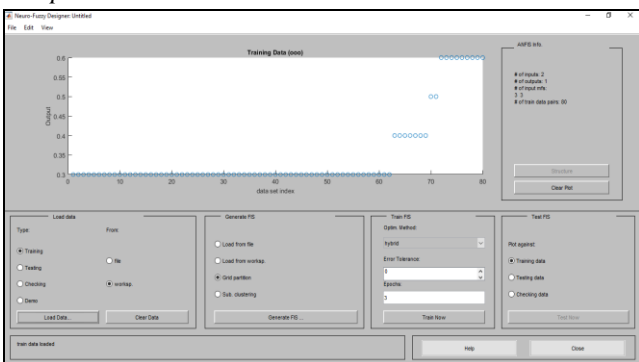 Neuro-Fuzzy Designer: Untitled
File Edit View
Training Data (ooo)
0.6
0.55
0.5
0.45
0.4
0.35
0.3
Output
0 10 20 30 40 50 60 70 80
data set index
ANFIS Info.
# of inputs: 2
# of outputs: 1
# of input mfs:
3 3
# of train data pairs: 80
Structure
Clear Plot
Load data
Type: From:
Training
Testing
Checking
Demo
file
worksp.
Load Data... Clear Data
Generate FIS
Load from file
Load from worksp.
Grid partition
Sub. clustering
Generate FIS ...
Train FIS
Optim. Method:
hybrid
Error Tolerance:
0
Epochs:
3
Train Now
Test FIS
Plot against:
Training data
Testing data
Checking data
Test Now
train data loaded
Help Close